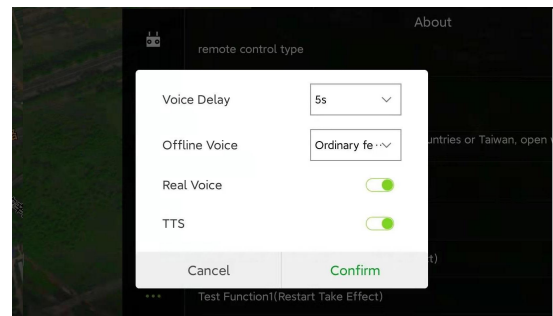 About
remote control type
Voice Delay 5s
Offline Voice Ordinary fe ··
untries or Taiwan, open
Real Voice
TTS
t)
Cancel Confirm
Test Function1(Restart Take Effect)